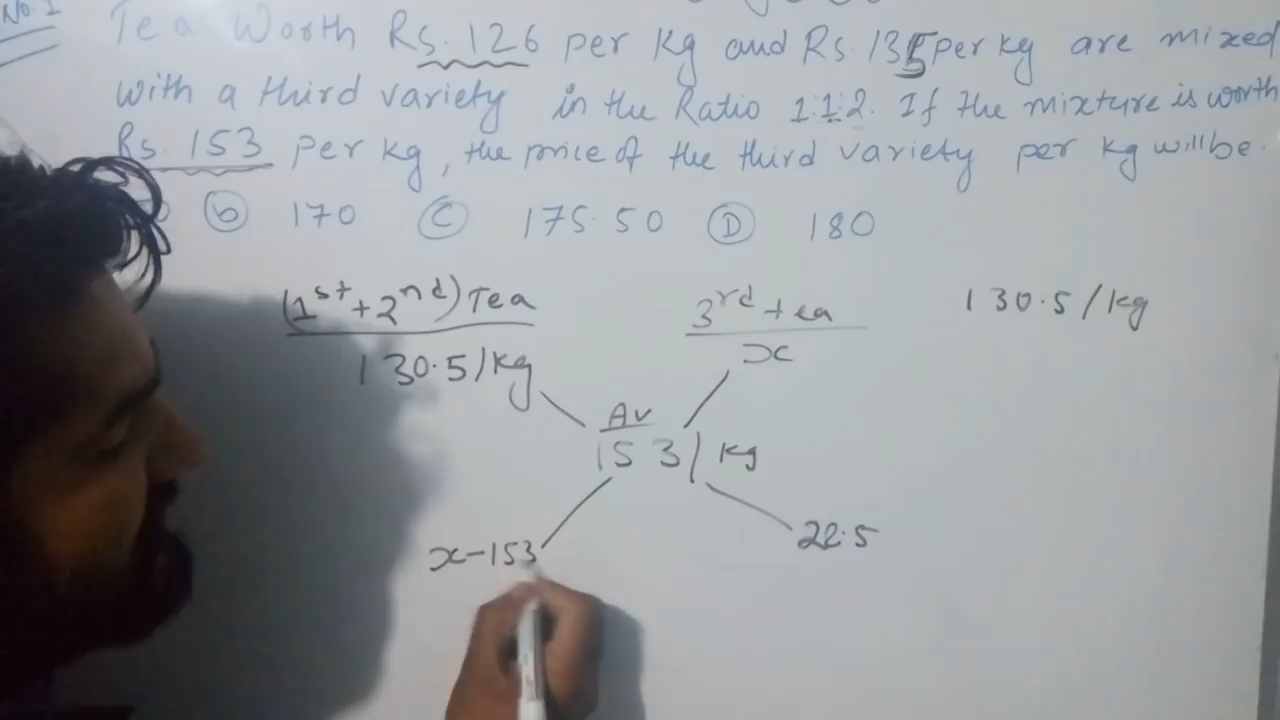 No. 1
Tea Worth Rs. 126 per Kg and Rs. 135 per kg are mixed
with a third variety in the Ratio 1:1:2. If the mixture is worth
Rs. 153 per kg, the price of the third variety per kg will be.
(b) 170 (C) 175.50 (D) 180
(1st+2nd) Tea 3rd tea 130.5/kg
130.5/kg x
Av
153/kg
x-153 22.5